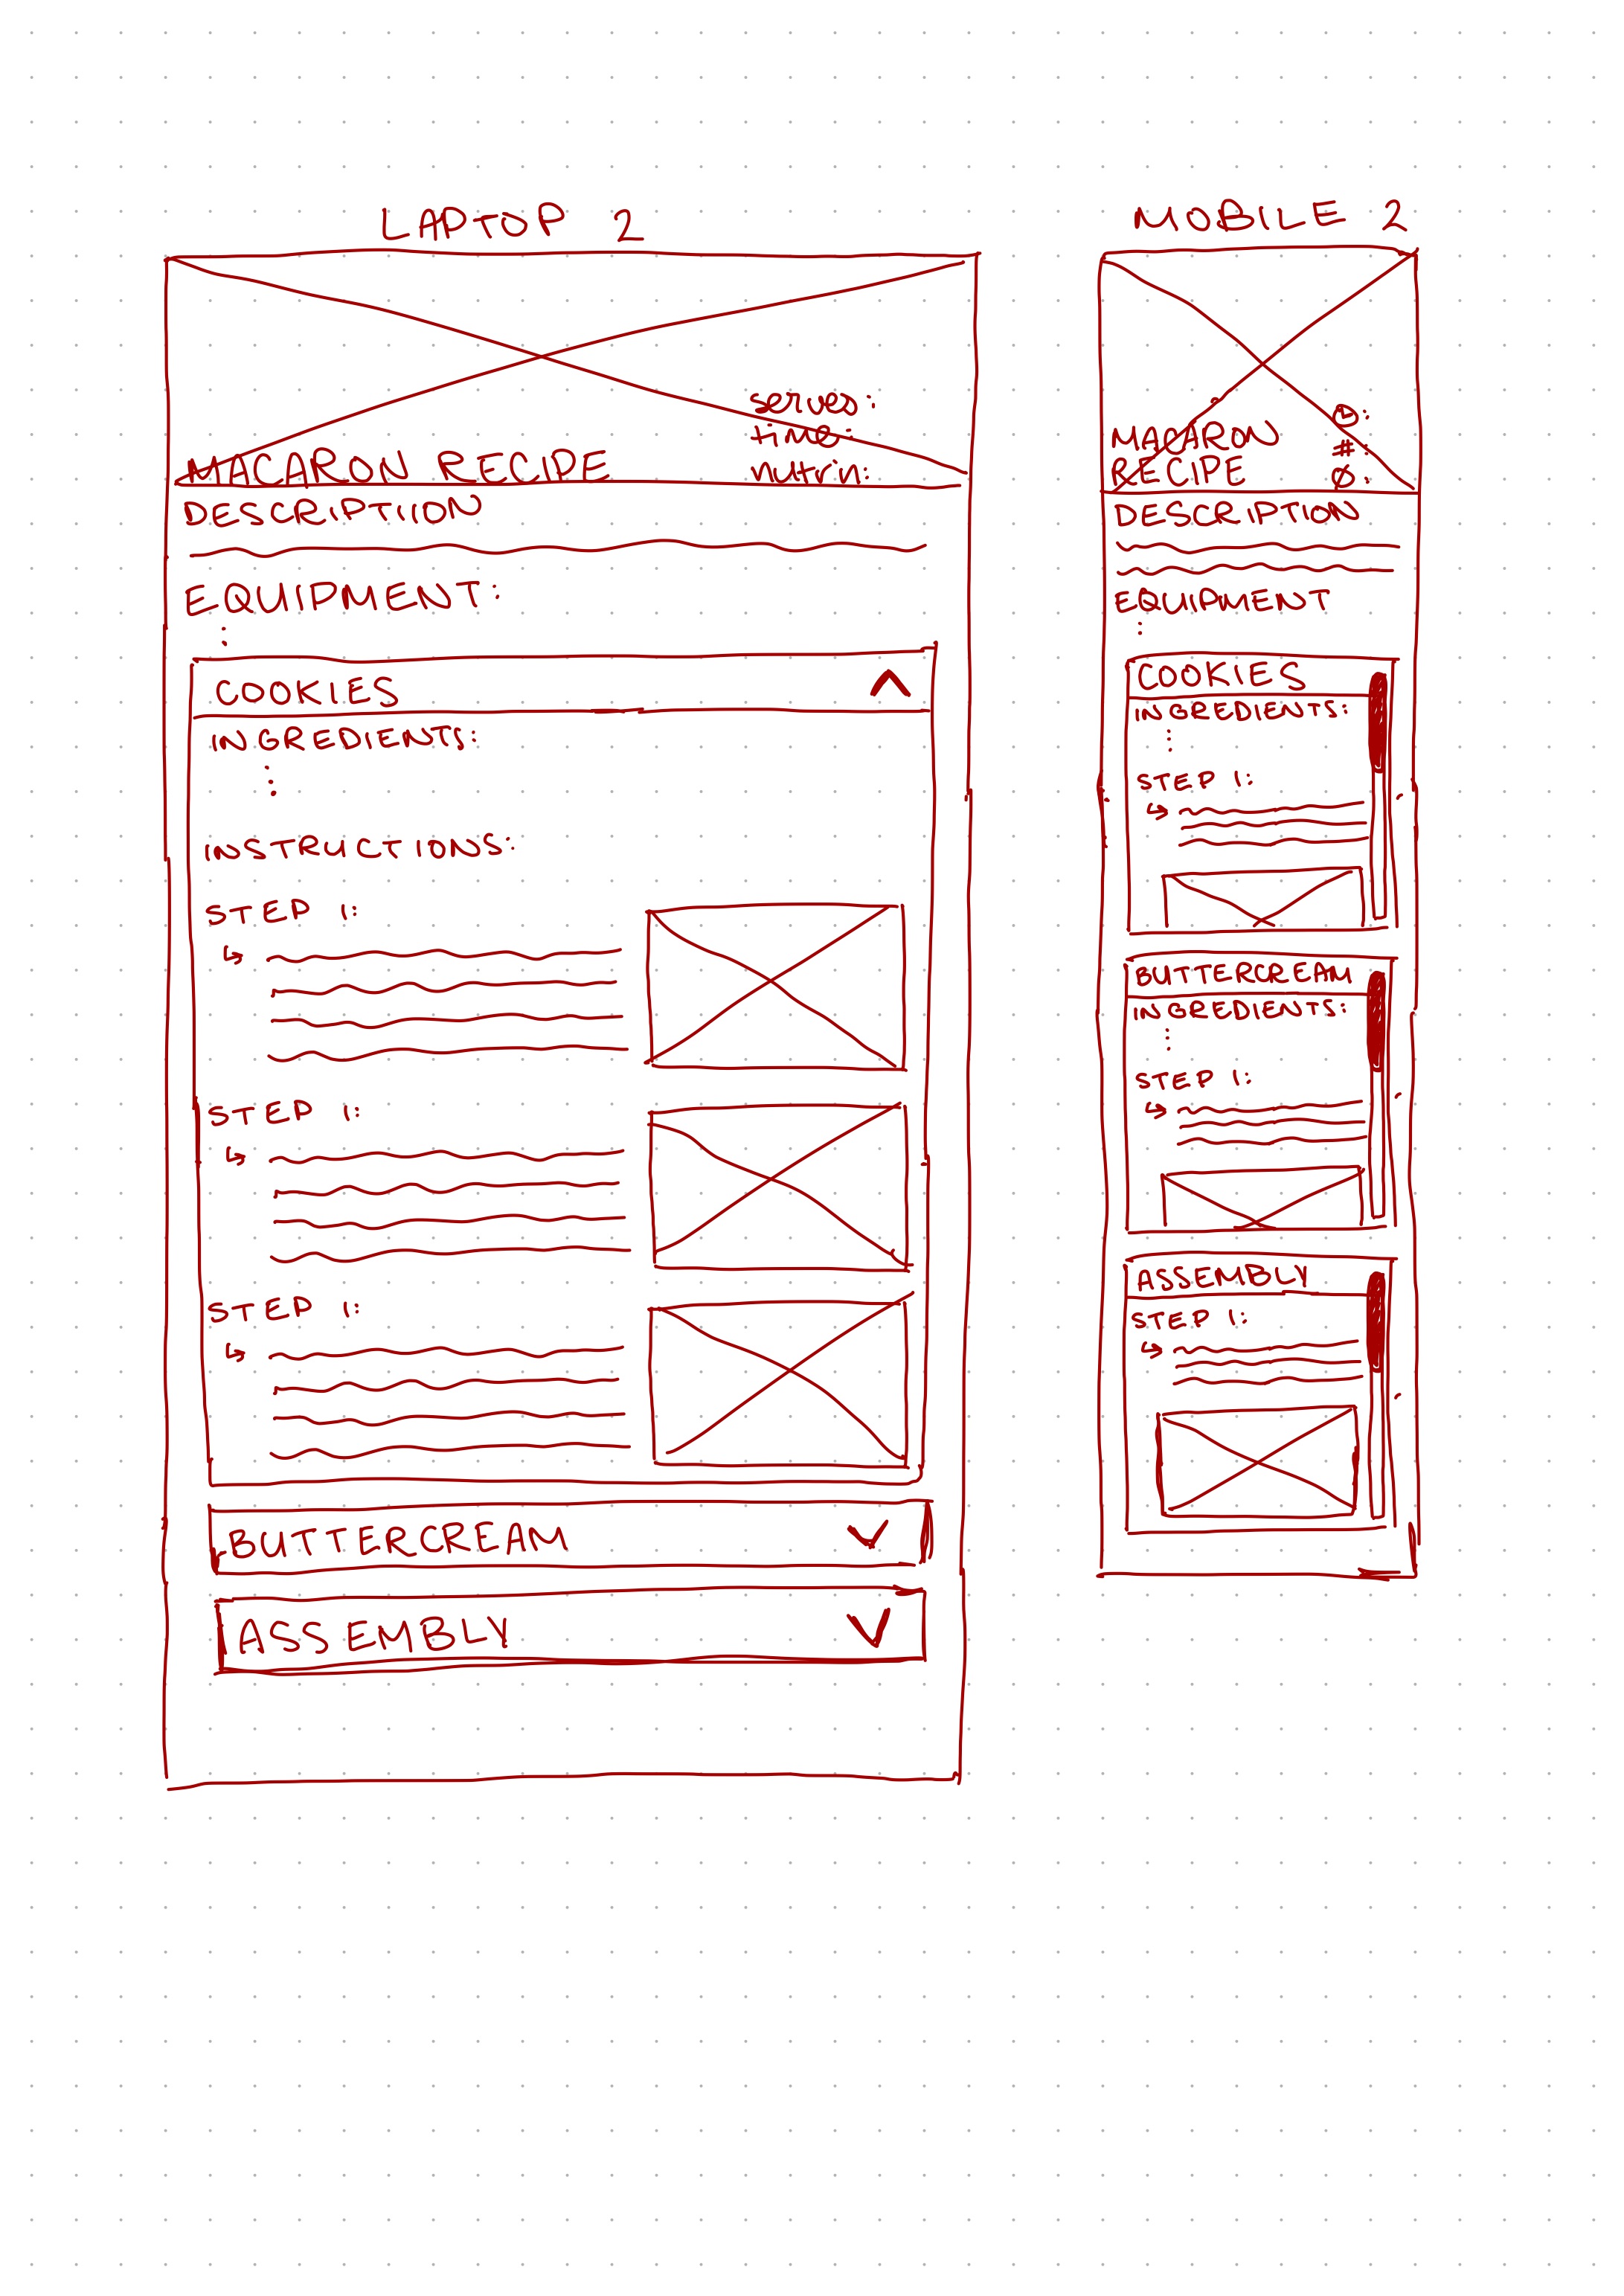 LAPTOP 2
serves:
time:
nutrin:
MACARON RECIPE
DESCRIPTIION
EQUIPMENT:
COOKIES
INGREDIENTS:
INSTRUCTIONS:
STEP 1:
STEP 1:
STEP 1:
BUTTERCREAM
ASSEMBLY
MOBILE 2
MACARON
RECIPE
#:
DESCRIPTION
EQUIPMENT
COOKIES
INGREDIENTS:
STEP 1:
BUTTERCREAM
INGREDIENTS:
STEP 1:
ASSEMBLY
STEP 1: